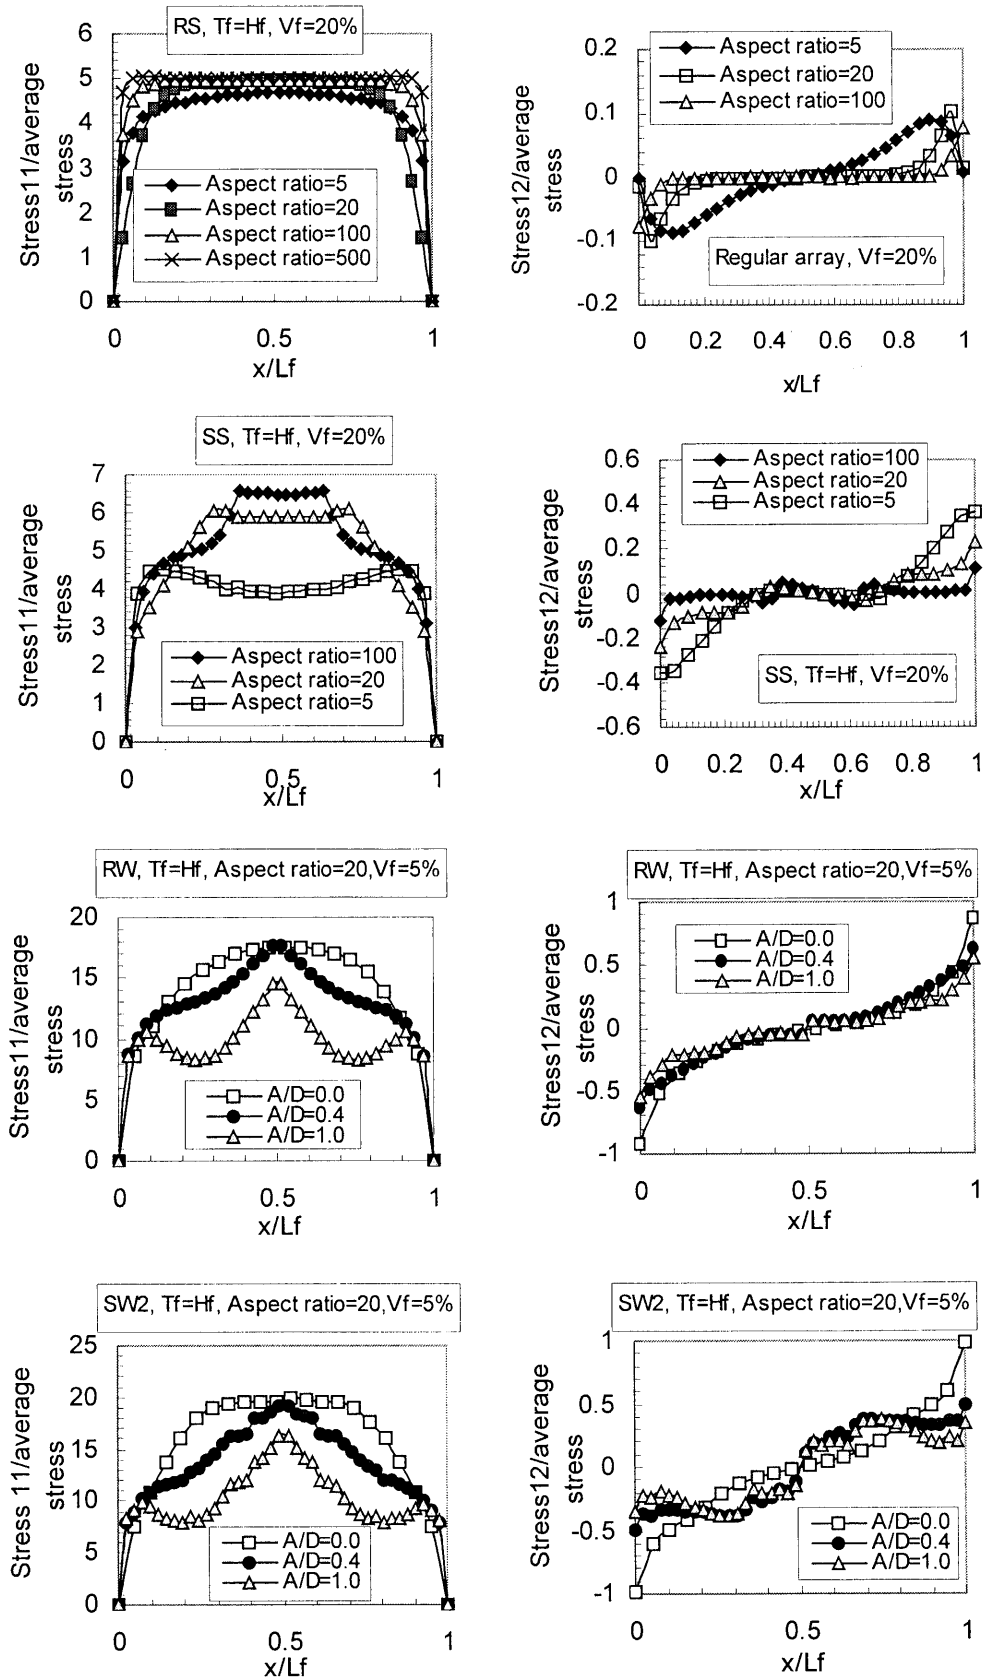 RS, Tf=Hf, Vf=20%
Stress11/average
stress
6
5
4
3
2
1
0
Aspect ratio=5
Aspect ratio=20
Aspect ratio=100
Aspect ratio=500
0
0.5
1
x/Lf
Aspect ratio=5
Aspect ratio=20
Aspect ratio=100
Stress12/average
stress
0.2
0.1
0
-0.1
-0.2
Regular array, Vf=20%
0
0.2
0.4
0.6
0.8
1
x/Lf
SS, Tf=Hf, Vf=20%
Stress11/average
stress
7
6
5
4
3
2
1
0
Aspect ratio=100
Aspect ratio=20
Aspect ratio=5
0
0.5
1
x/Lf
Aspect ratio=100
Aspect ratio=20
Aspect ratio=5
Stress12/average
stress
0.6
0.4
0.2
0
-0.2
-0.4
-0.6
SS, Tf=Hf, Vf=20%
0
0.2
0.4
0.6
0.8
1
x/Lf
RW, Tf=Hf, Aspect ratio=20,Vf=5%
Stress11/average
stress
20
15
10
5
0
A/D=0.0
A/D=0.4
A/D=1.0
0
0.5
1
x/Lf
RW, Tf=Hf, Aspect ratio=20,Vf=5%
Stress12/average
stress
1
0.5
0
-0.5
-1
A/D=0.0
A/D=0.4
A/D=1.0
0
0.5
1
x/Lf
SW2, Tf=Hf, Aspect ratio=20,Vf=5%
Stress 11/average
stress
25
20
15
10
5
0
A/D=0.0
A/D=0.4
A/D=1.0
0
0.5
1
x/Lf
SW2, Tf=Hf, Aspect ratio=20,Vf=5%
Stress12/average
stress
1
0.5
0
-0.5
-1
A/D=0.0
A/D=0.4
A/D=1.0
0
0.5
1
x/Lf